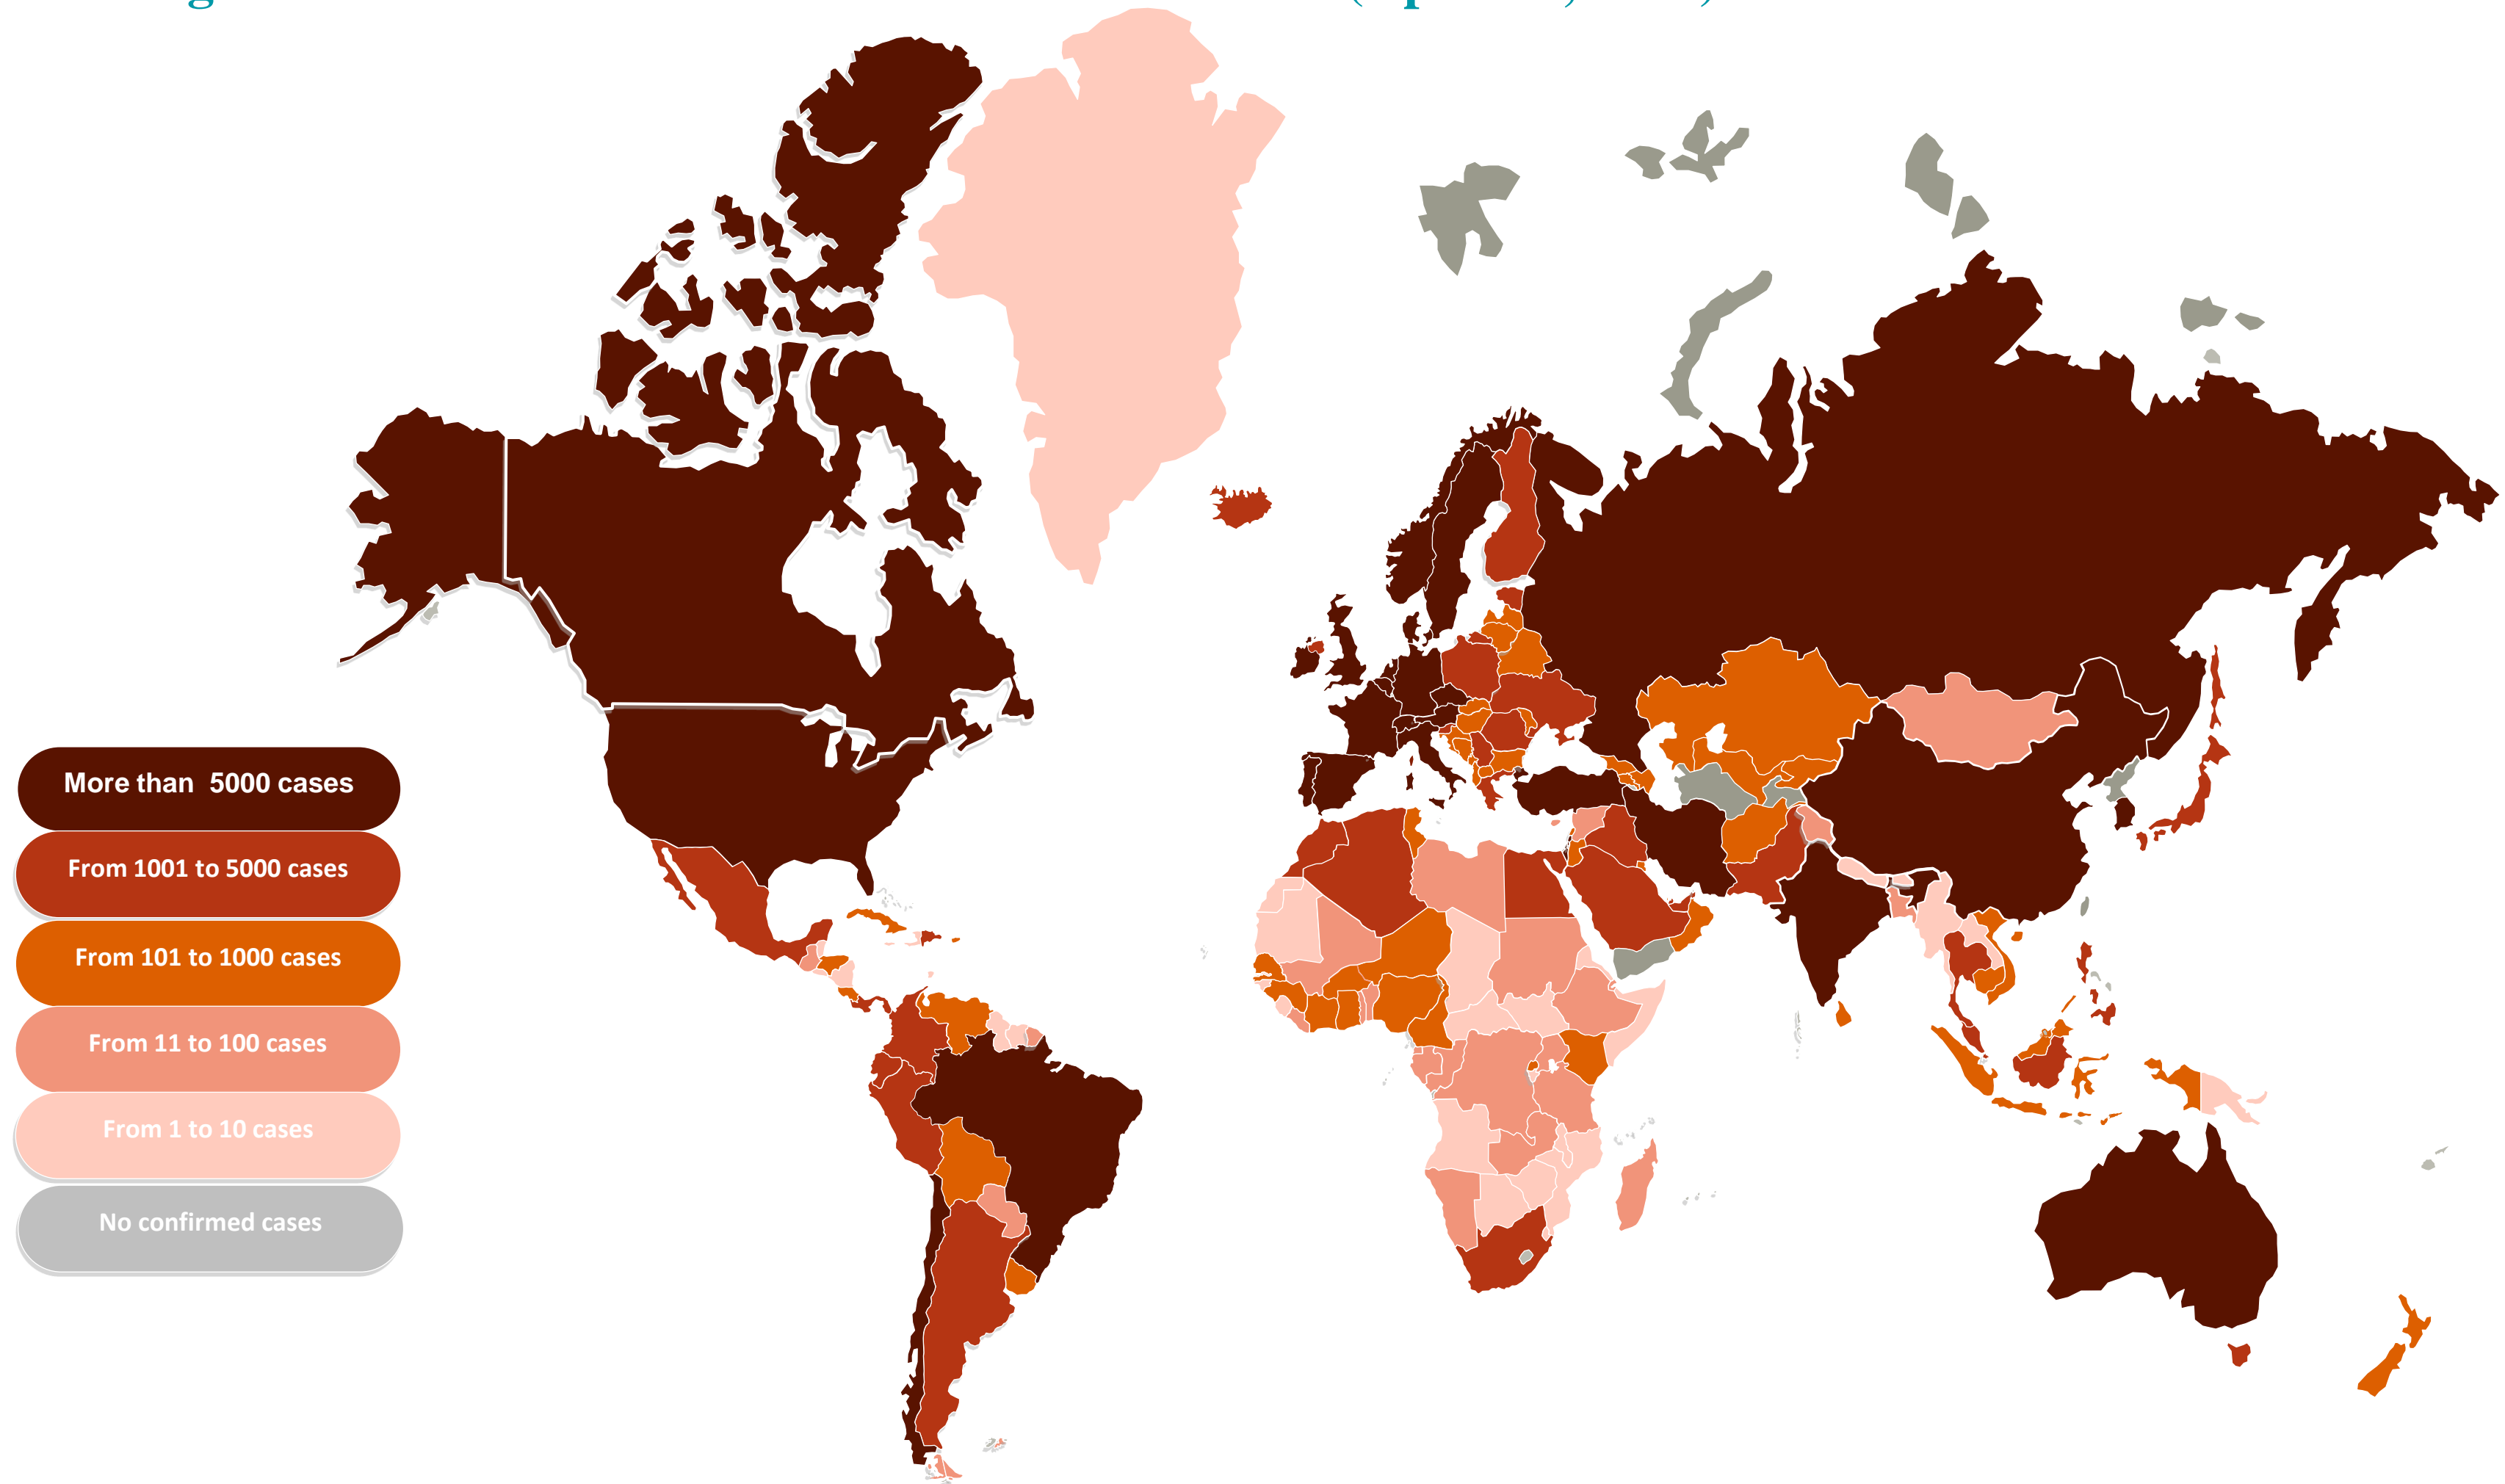 More than  5000 cases
From 1001 to 5000 cases
From 101 to 1000 cases
From 11 to 100 cases
From 1 to 10 cases
No confirmed cases